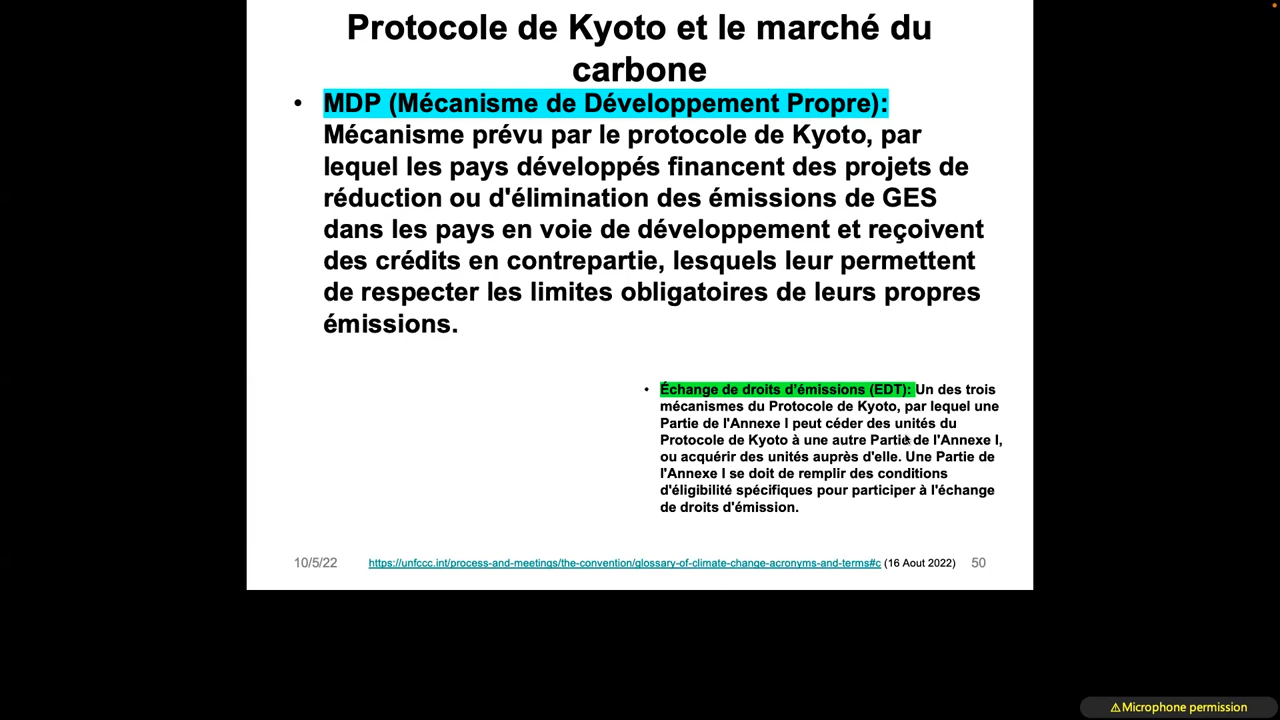 Protocole de Kyoto et le marché du
carbone
• MDP (Mécanisme de Développement Propre):
Mécanisme prévu par le protocole de Kyoto, par
lequel les pays développés financent des projets de
réduction ou d'élimination des émissions de GES
dans les pays en voie de développement et reçoivent
des crédits en contrepartie, lesquels leur permettent
de respecter les limites obligatoires de leurs propres
émissions.
• Échange de droits d'émissions (EDT): Un des trois
mécanismes du Protocole de Kyoto, par lequel une
Partie de l'Annexe I peut céder des unités du
Protocole de Kyoto à une autre Partie de l'Annexe I,
ou acquérir des unités auprès d'elle. Une Partie de
l'Annexe I se doit de remplir des conditions
d'éligibilité spécifiques pour participer à l'échange
de droits d'émission.
10/5/22 https://unfccc.int/process-and-meetings/the-convention/glossary-of-climate-change-acronyms-and-terms#c (16 Aout 2022) 50
⚠Microphone permission